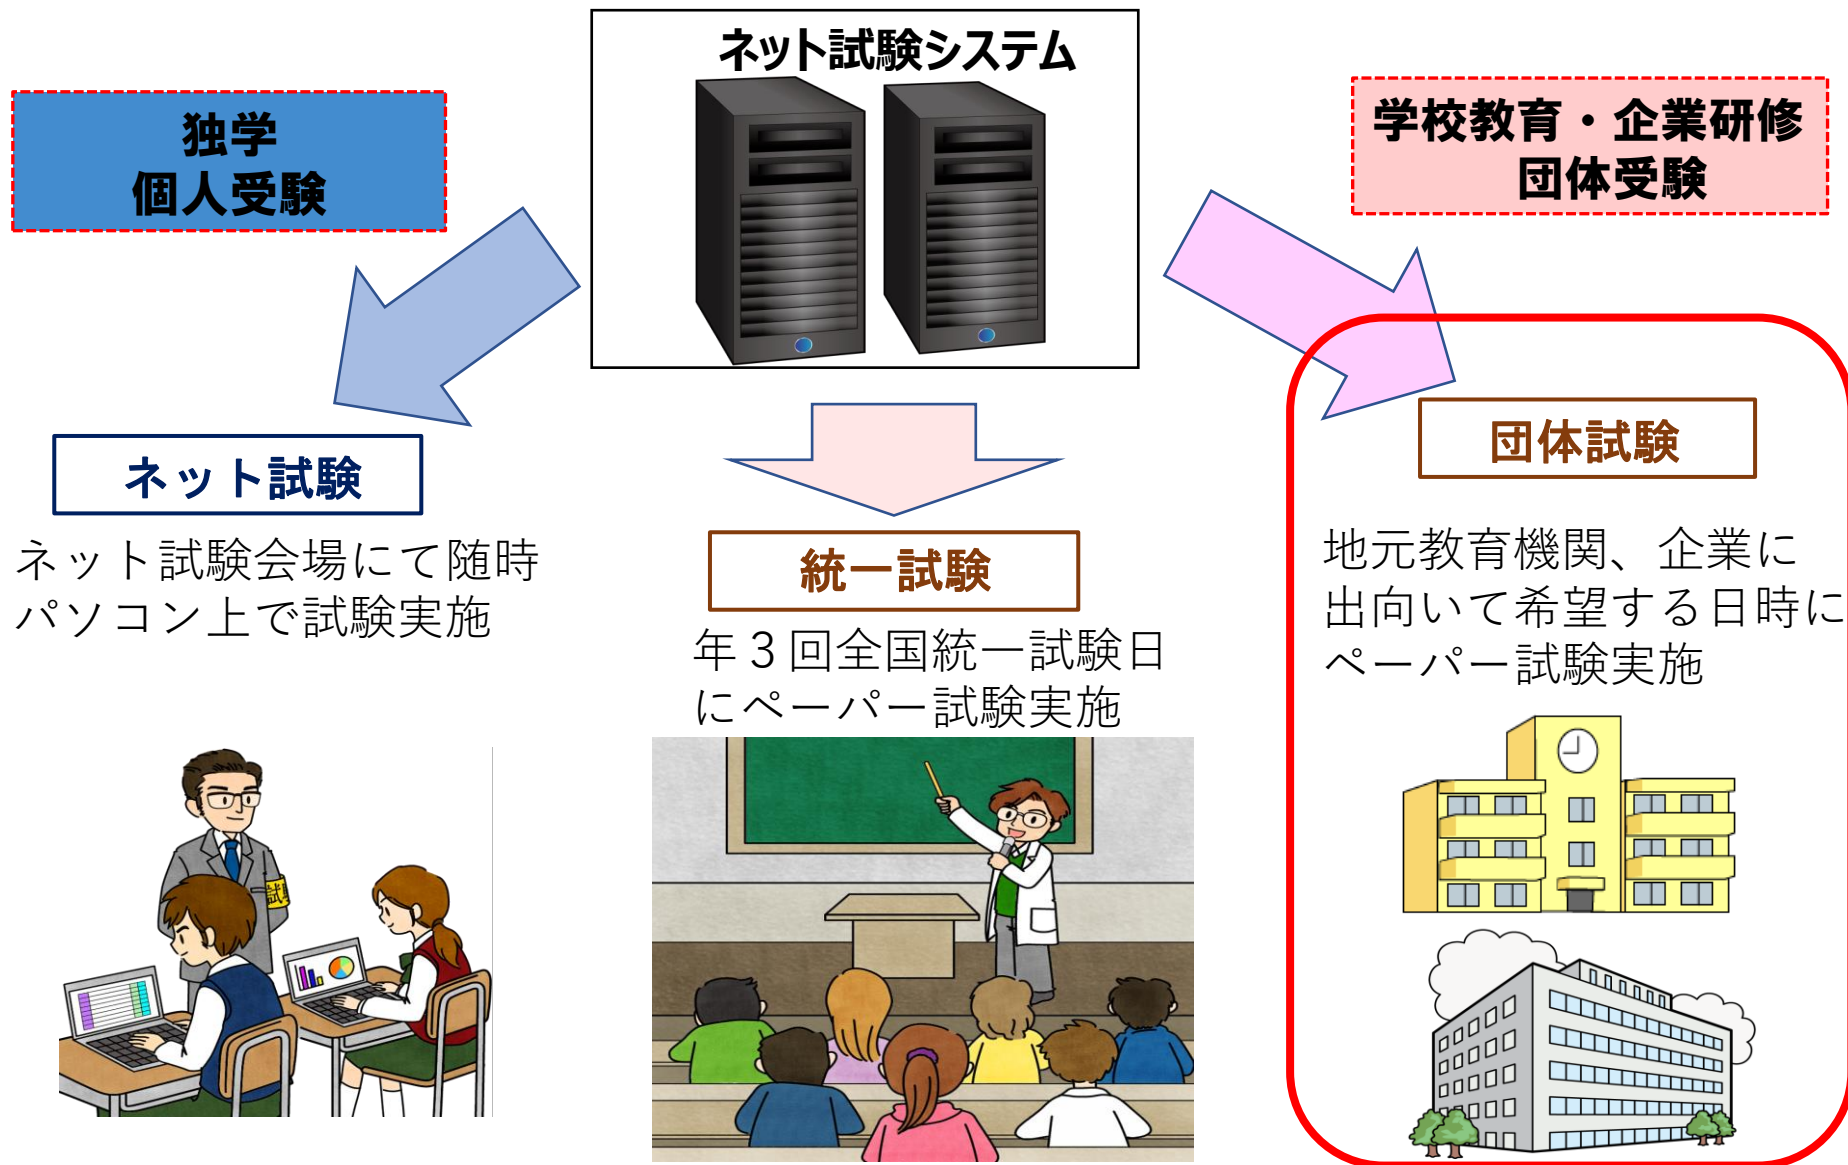 ネット試験システム
独学
個人受験
学校教育・企業研修
団体受験
ネット試験
ネット試験会場にて随時
パソコン上で試験実施
統一試験
年３回全国統一試験日
にペーパー試験実施
団体試験
地元教育機関、企業に
出向いて希望する日時に
ペーパー試験実施